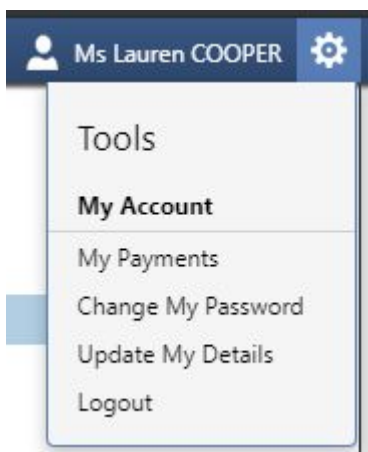 Ms Lauren COOPER
Tools
My Account
My Payments
Change My Password
Update My Details
Logout